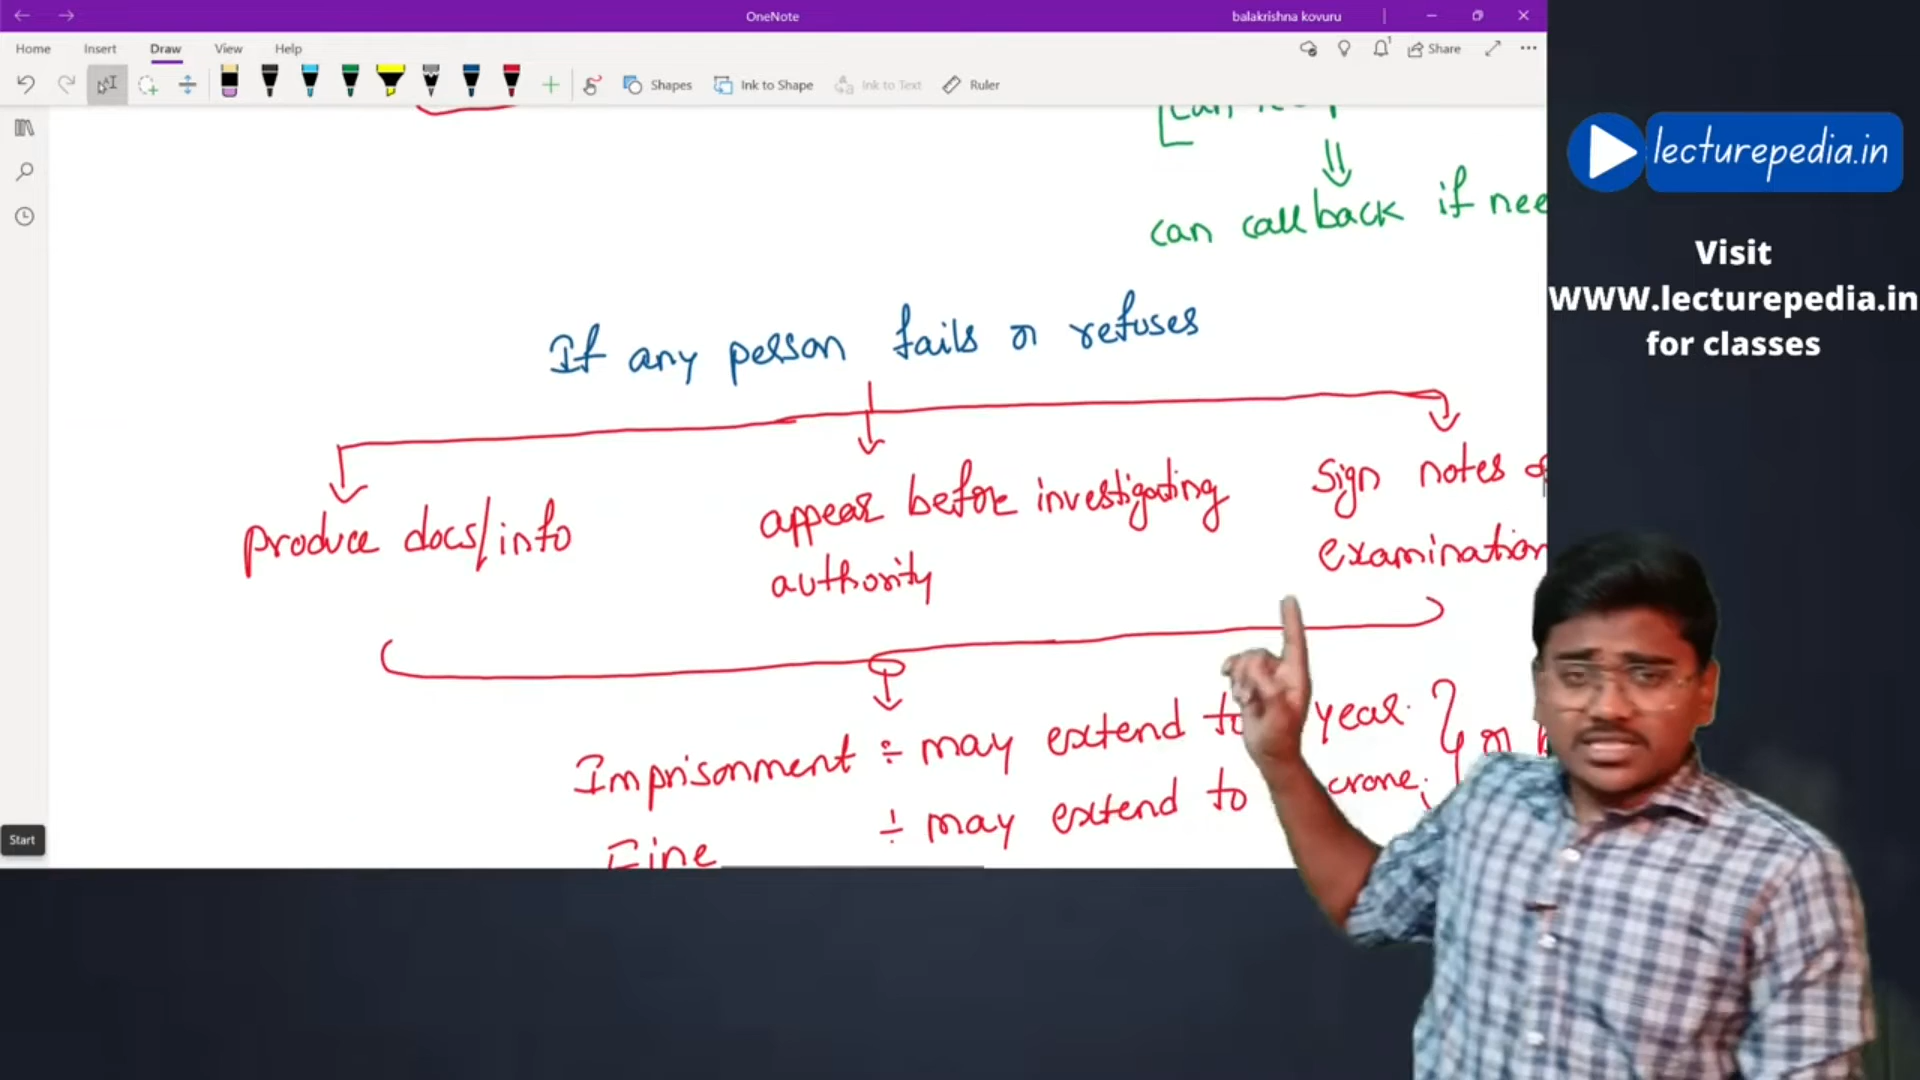 OneNote
balakrishna kovuru
Home Insert Draw View Help
1
Share
Shapes
Ink to Shape
Ink to Text
Ruler
lecturepedia.in
Visit
WWW.lecturepedia.in
for classes
can call back if nee
If any person fails or refuses
produce docs/info
appear before investigating
authority
Sign notes of
examination
Imprisonment : may extend to year.
Fine : may extend to crore;
or
Start